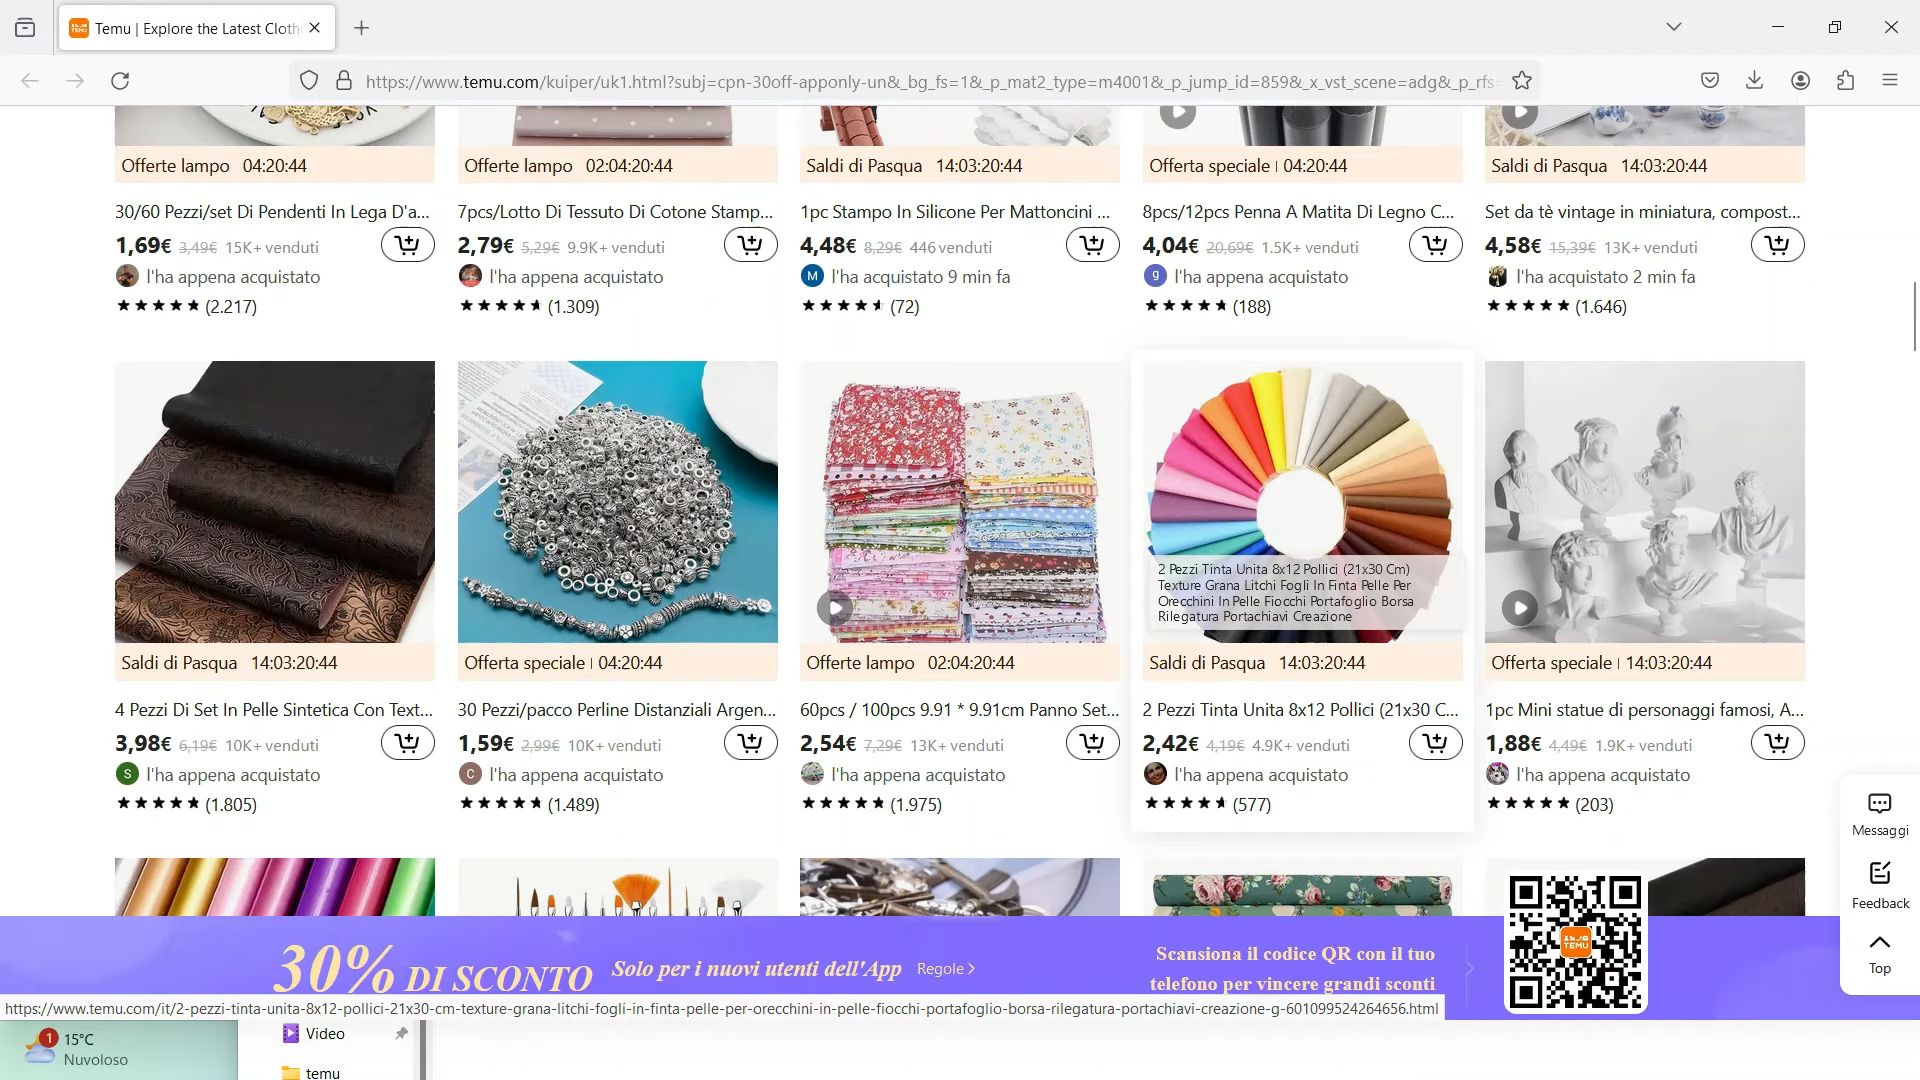 Temu | Explore the Latest Clothi
https://www.temu.com/kuiper/uk1.html?subj=cpn-30off-apponly-un&_bg_fs=1&_p_mat2_type=m4001&_p_jump_id=859&_x_vst_scene=adg&_p_rfs=
Offerte lampo 04:20:44
Offerte lampo 02:04:20:44
Saldi di Pasqua 14:03:20:44
Offerta speciale | 04:20:44
Saldi di Pasqua 14:03:20:44
30/60 Pezzi/set Di Pendenti In Lega D'a...
7pcs/Lotto Di Tessuto Di Cotone Stamp...
1pc Stampo In Silicone Per Mattoncini ...
8pcs/12pcs Penna A Matita Di Legno C...
Set da tè vintage in miniatura, compost...
1,69€ 3,49€ 15K+ venduti
2,79€ 5,29€ 9.9K+ venduti
4,48€ 8,29€ 446 venduti
4,04€ 20,69€ 1.5K+ venduti
4,58€ 15,39€ 13K+ venduti
l'ha appena acquistato
l'ha appena acquistato
M l'ha acquistato 9 min fa
g l'ha appena acquistato
l'ha acquistato 2 min fa
(2.217)
(1.309)
(72)
(188)
(1.646)
2 Pezzi Tinta Unita 8x12 Pollici (21x30 Cm)
Texture Grana Litchi Fogli In Finta Pelle Per
Orecchini In Pelle Fiocchi Portafoglio Borsa
Rilegatura Portachiavi Creazione
Saldi di Pasqua 14:03:20:44
Offerta speciale | 04:20:44
Offerte lampo 02:04:20:44
Saldi di Pasqua 14:03:20:44
Offerta speciale | 14:03:20:44
4 Pezzi Di Set In Pelle Sintetica Con Text...
30 Pezzi/pacco Perline Distanziali Argen...
60pcs / 100pcs 9.91 * 9.91cm Panno Set...
2 Pezzi Tinta Unita 8x12 Pollici (21x30 C...
1pc Mini statue di personaggi famosi, A...
3,98€ 6,19€ 10K+ venduti
1,59€ 2,99€ 10K+ venduti
2,54€ 7,29€ 13K+ venduti
2,42€ 4,19€ 4.9K+ venduti
1,88€ 4,49€ 1.9K+ venduti
S l'ha appena acquistato
C l'ha appena acquistato
l'ha appena acquistato
l'ha appena acquistato
l'ha appena acquistato
(1.805)
(1.489)
(1.975)
(577)
(203)
Messaggi
Feedback
Top
30% DI SCONTO Solo per i nuovi utenti dell'App Regole
Scansiona il codice QR con il tuo
telefono per vincere grandi sconti
TEMU
https://www.temu.com/it/2-pezzi-tinta-unita-8x12-pollici-21x30-cm-texture-grana-litchi-fogli-in-finta-pelle-per-orecchini-in-pelle-fiocchi-portafoglio-borsa-rilegatura-portachiavi-creazione-g-601099524264656.html
1
15°C
Nuvoloso
Video
temu